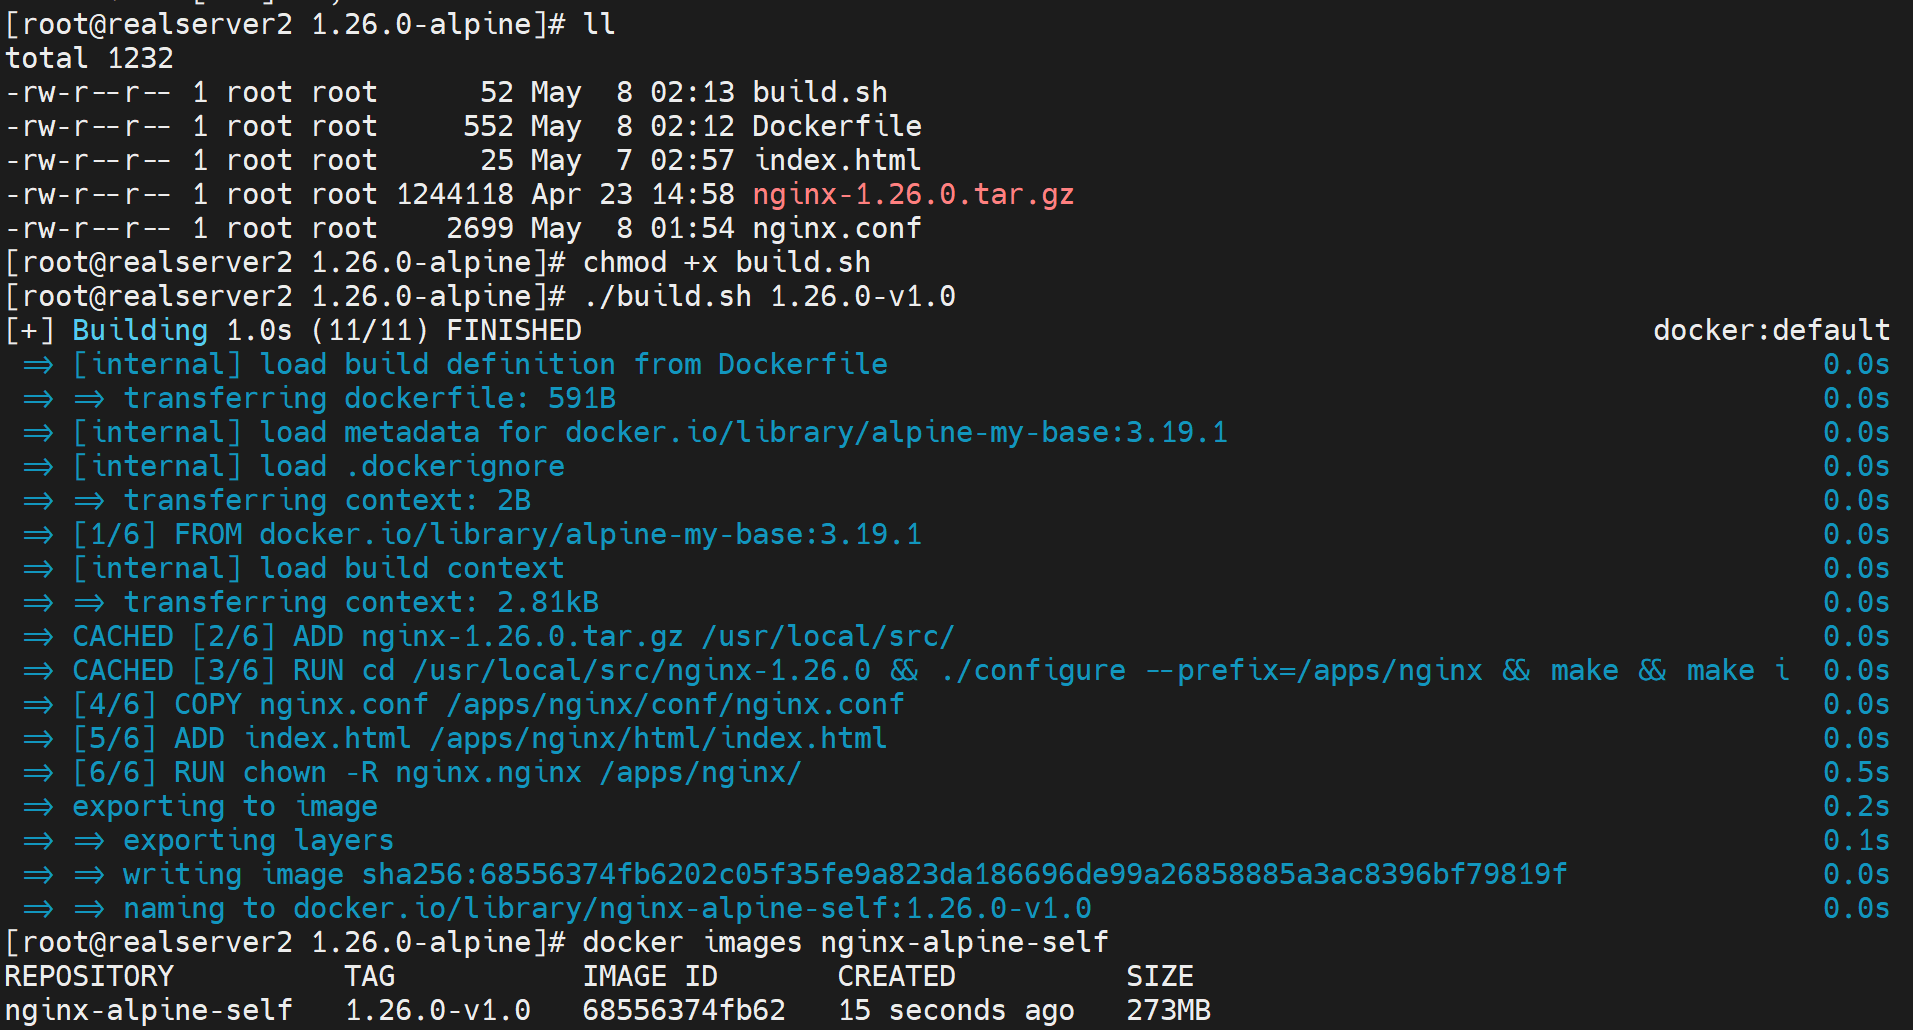 [root@realserver2 1.26.0-alpine]# ll
total 1232
-rw-r--r-- 1 root root      52 May  8 02:13 build.sh
-rw-r--r-- 1 root root     552 May  8 02:12 Dockerfile
-rw-r--r-- 1 root root      25 May  7 02:57 index.html
-rw-r--r-- 1 root root 1244118 Apr 23 14:58 nginx-1.26.0.tar.gz
-rw-r--r-- 1 root root    2699 May  8 01:54 nginx.conf
[root@realserver2 1.26.0-alpine]# chmod +x build.sh
[root@realserver2 1.26.0-alpine]# ./build.sh 1.26.0-v1.0
[+] Building 1.0s (11/11) FINISHED docker:default
=> [internal] load build definition from Dockerfile 0.0s
=> => transferring dockerfile: 591B 0.0s
=> [internal] load metadata for docker.io/library/alpine-my-base:3.19.1 0.0s
=> [internal] load .dockerignore 0.0s
=> => transferring context: 2B 0.0s
=> [1/6] FROM docker.io/library/alpine-my-base:3.19.1 0.0s
=> [internal] load build context 0.0s
=> => transferring context: 2.81kB 0.0s
=> CACHED [2/6] ADD nginx-1.26.0.tar.gz /usr/local/src/ 0.0s
=> CACHED [3/6] RUN cd /usr/local/src/nginx-1.26.0 && ./configure --prefix=/apps/nginx && make && make i 0.0s
=> [4/6] COPY nginx.conf /apps/nginx/conf/nginx.conf 0.0s
=> [5/6] ADD index.html /apps/nginx/html/index.html 0.0s
=> [6/6] RUN chown -R nginx.nginx /apps/nginx/ 0.5s
=> exporting to image 0.2s
=> => exporting layers 0.1s
=> => writing image sha256:68556374fb6202c05f35fe9a823da186696de99a26858885a3ac8396bf79819f 0.0s
=> => naming to docker.io/library/nginx-alpine-self:1.26.0-v1.0 0.0s
[root@realserver2 1.26.0-alpine]# docker images nginx-alpine-self
REPOSITORY          TAG           IMAGE ID       CREATED          SIZE
nginx-alpine-self   1.26.0-v1.0   68556374fb62   15 seconds ago   273MB